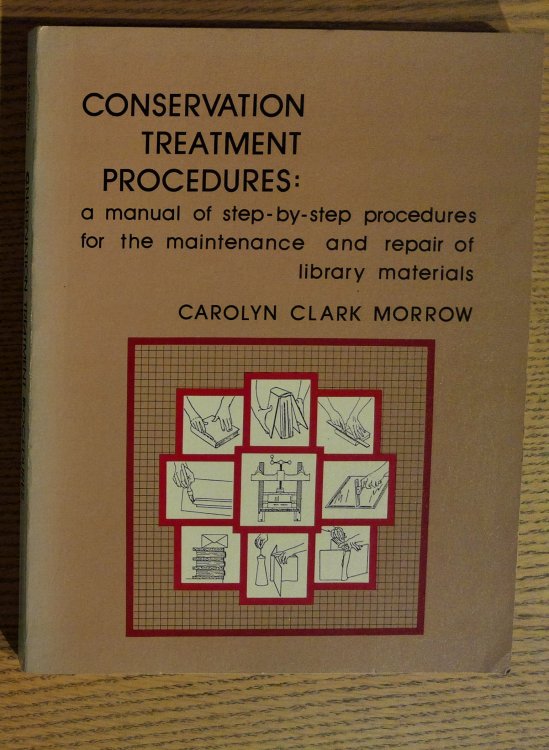 CONSERVATION
TREATMENT
PROCEDURES:
a manual of step-by-step procedures
for the maintenance and repair of
library materials
CAROLYN CLARK MORROW